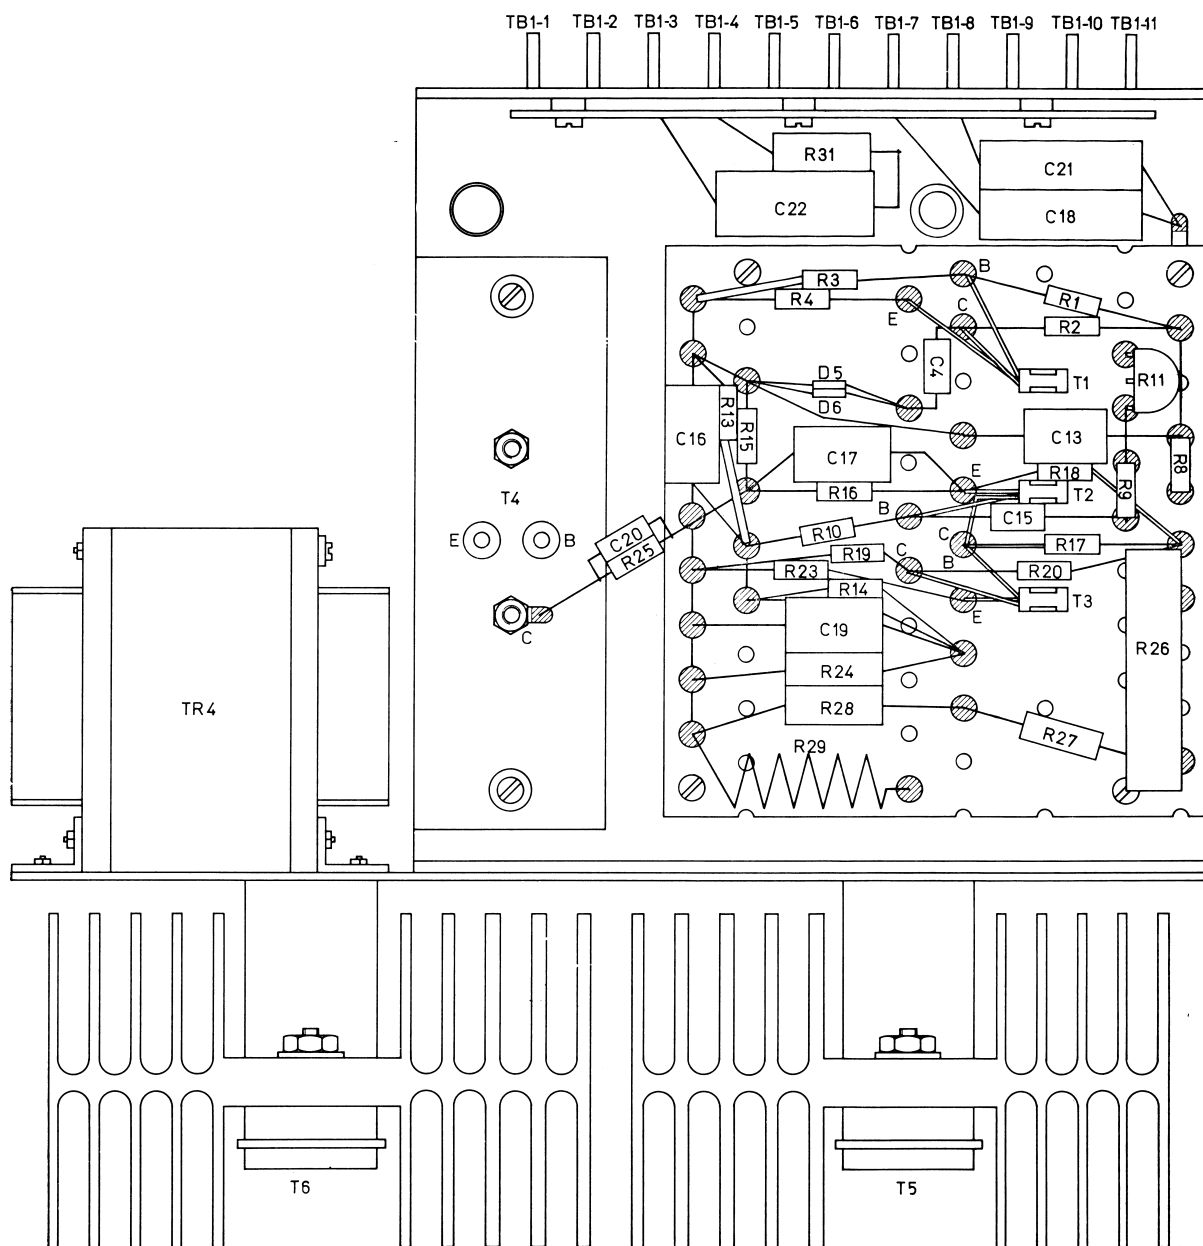 TB1-1 TB1-2 TB1-3 TB1-4 TB1-5 TB1-6 TB1-7 TB1-8 TB1-9 TB1-10 TB1-11
R31
C21
C22
C18
B
R3
R4
R1
E
C
R2
D5
C4
T1
R11
D6
R13
R15
C16
C13
R8
C17
E
R18
T4
R16
T2
R9
B
C15
E
B
C20
R10
C
R17
R25
R19
C
B
R23
R20
R14
T3
E
C
C19
R26
R24
TR4
R28
R27
R29
T6
T5